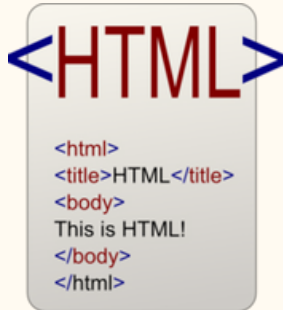 <HTML>
<html>
<title>HTML</title>
<body>
This is HTML!
</body>
</html>